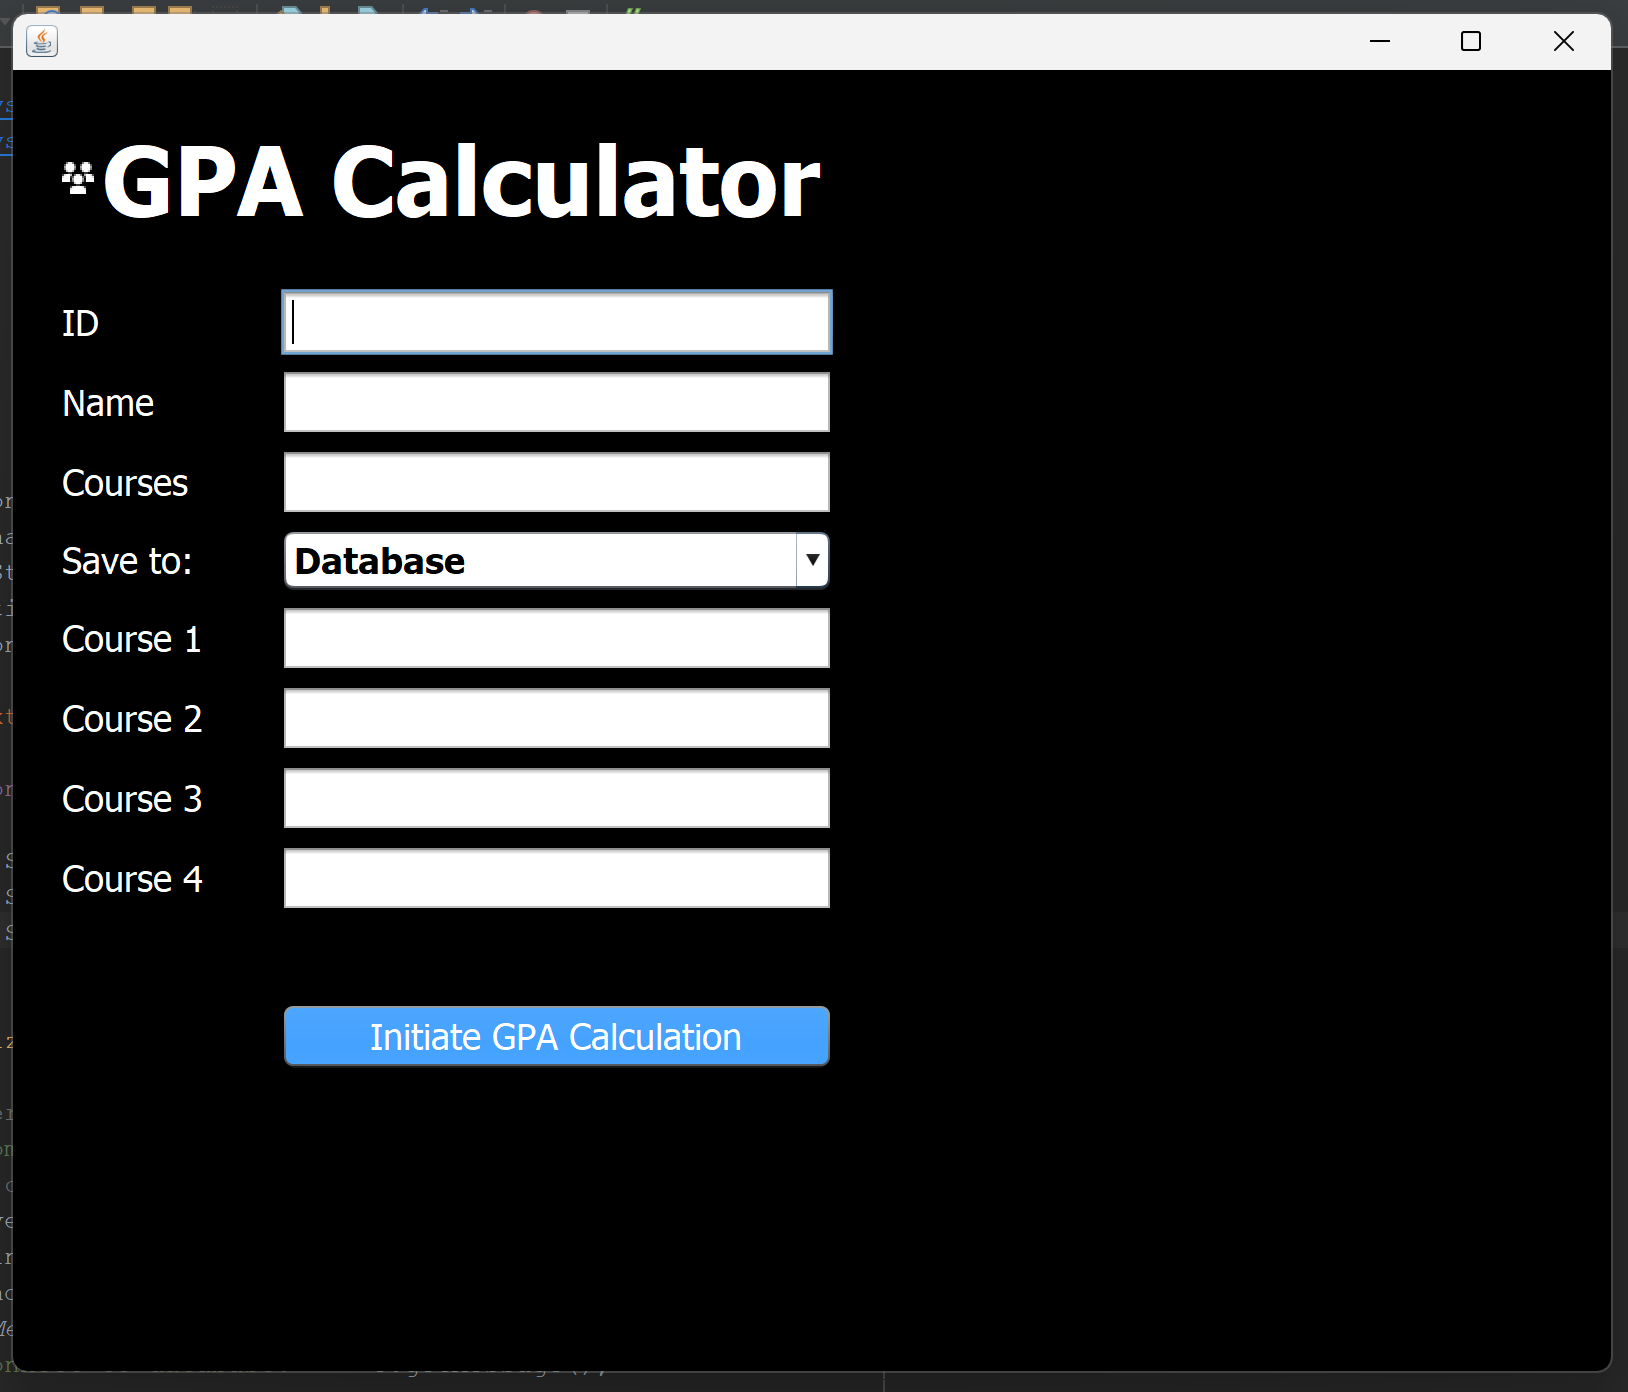 GPA Calculator
ID
Name
Courses
Save to:
Database
Course 1
Course 2
Course 3
Course 4
Initiate GPA Calculation